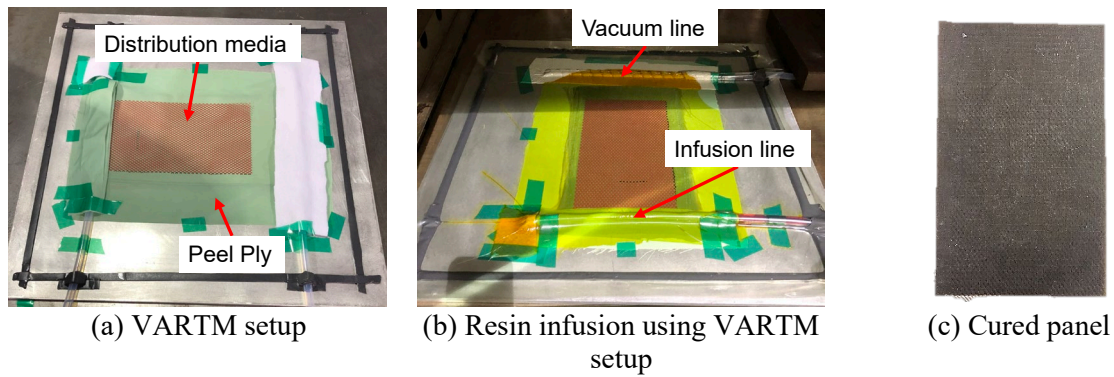 Distribution media
Peel Ply
(a) VARTM setup
Vacuum line
Infusion line
(b) Resin infusion using VARTM
setup
(c) Cured panel